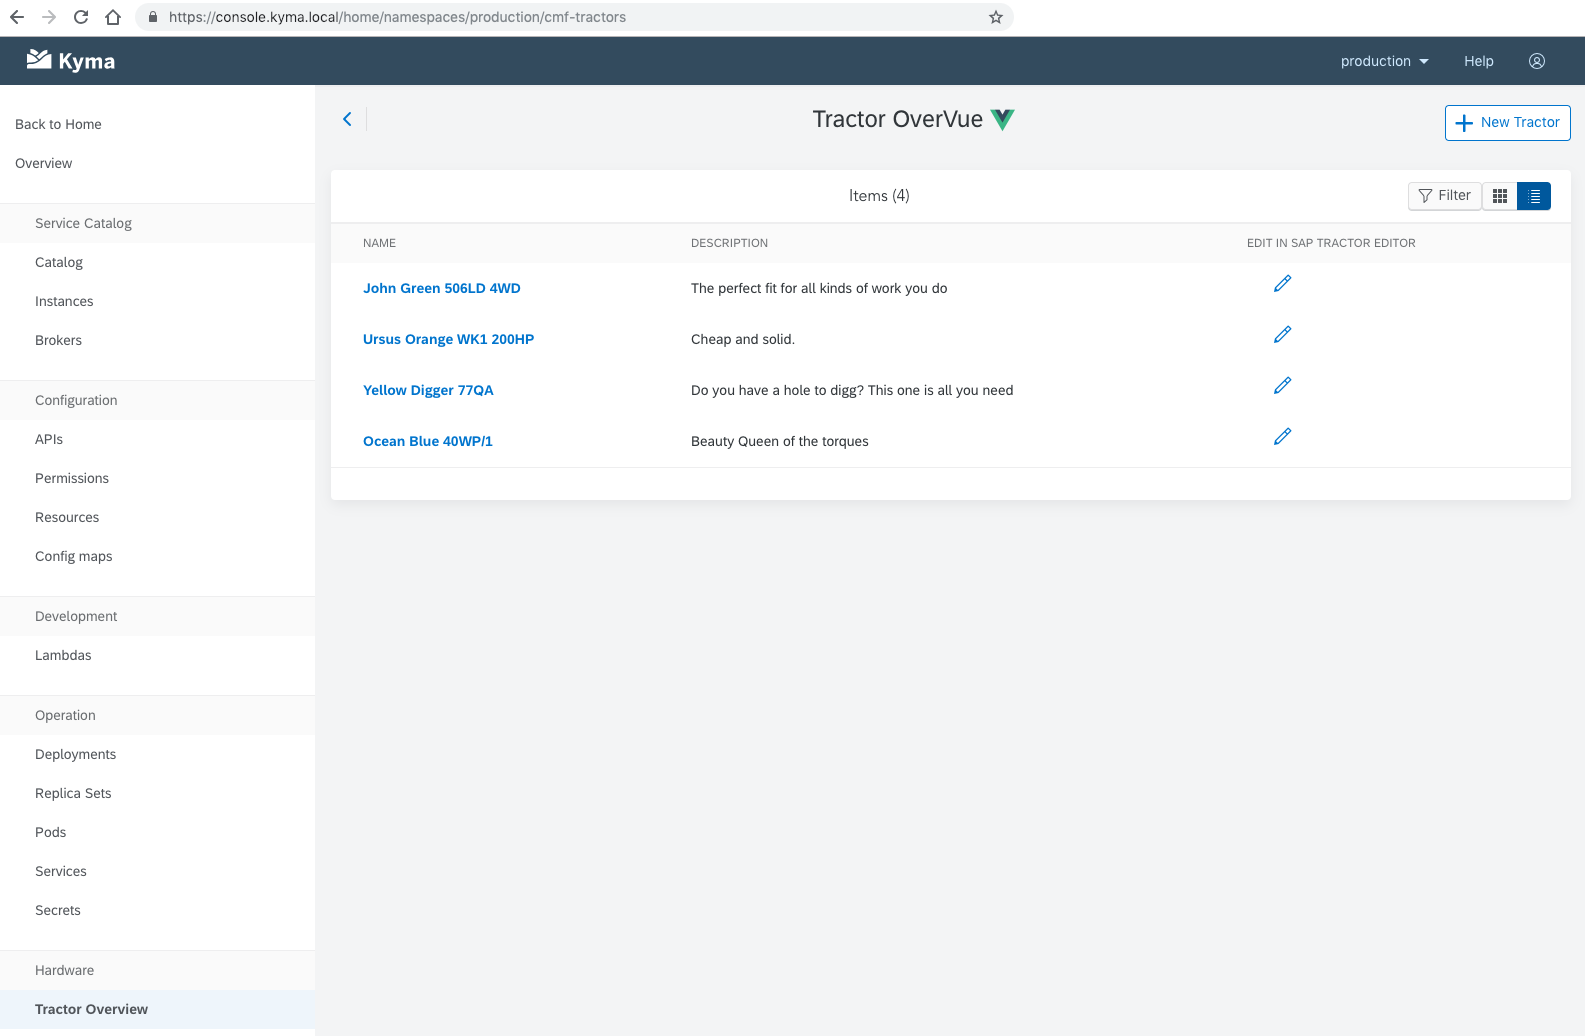 https://console.kyma.local/home/namespaces/production/cmf-tractors
Kyma
production
Help
Back to Home
Overview
Service Catalog
Catalog
Instances
Brokers
Configuration
APIs
Permissions
Resources
Config maps
Development
Lambdas
Operation
Deployments
Replica Sets
Pods
Services
Secrets
Hardware
Tractor Overview
Tractor OverVue
New Tractor
Items (4)
Filter
NAME DESCRIPTION EDIT IN SAP TRACTOR EDITOR
John Green 506LD 4WD The perfect fit for all kinds of work you do
Ursus Orange WK1 200HP Cheap and solid.
Yellow Digger 77QA Do you have a hole to digg? This one is all you need
Ocean Blue 40WP/1 Beauty Queen of the torques